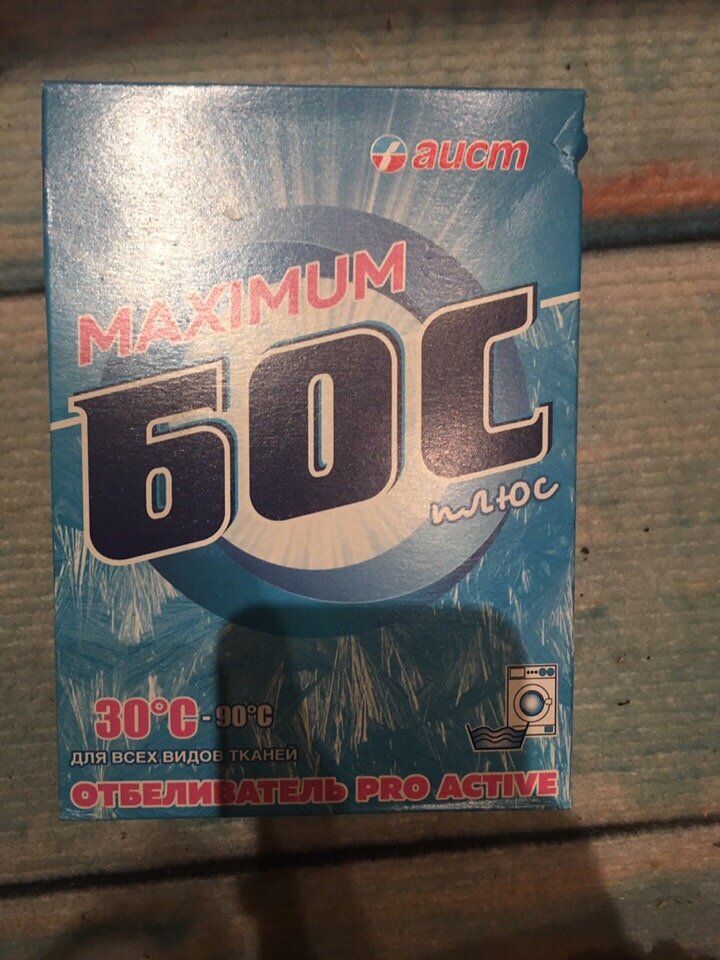 аист
MAXIMUM
БОС
плюс
30°C - 90°C
ДЛЯ ВСЕХ ВИДОВ ТКАНЕЙ
ОТБЕЛИВАТЕЛЬ PRO ACTIVE